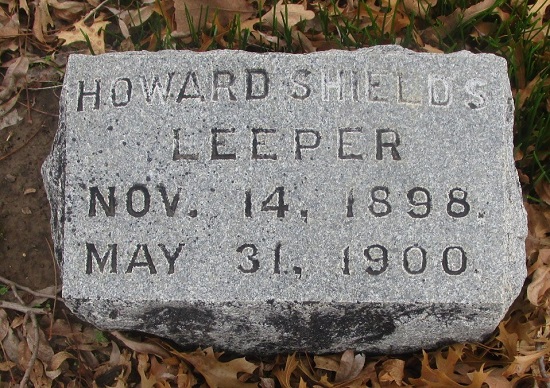 HOWARD SHIELDS
LEEPER
NOV. 14, 1898.
MAY 31, 1900.